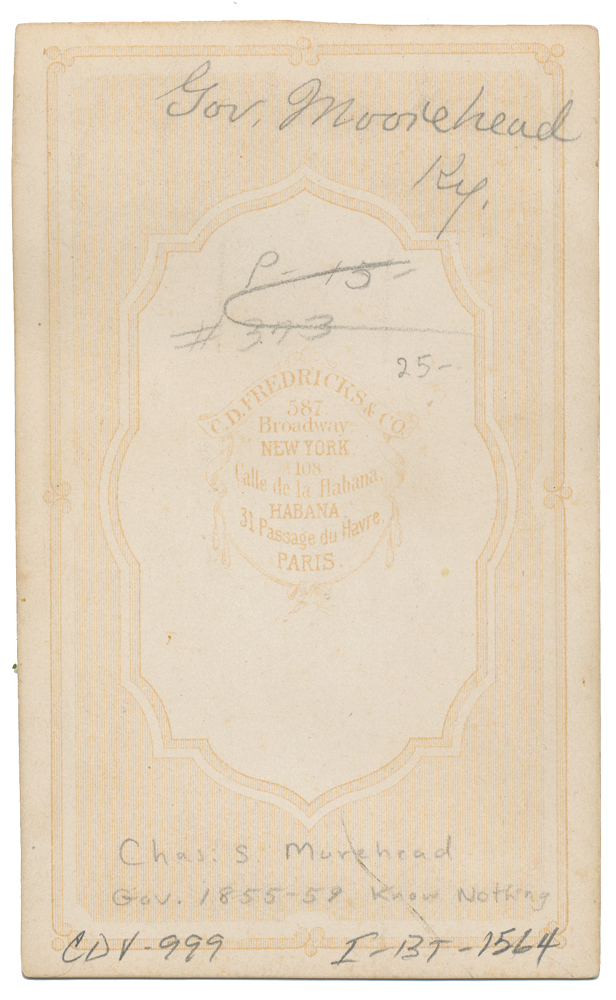 Gov. Moorehead
Ky.
P- 15-
# 373
25-
C.D. FREDRICKS & CO.
587
Broadway
NEW YORK
108
Calle de la Habana,
HABANA
31 Passage du Havre,
PARIS.
Chas: S. Morehead
Gov. 1855-59 Know Nothing
CDV-999 I-BT-1564